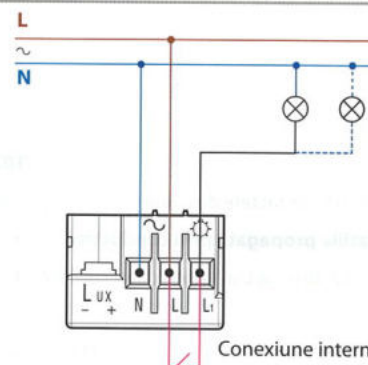 L
~
N
~
L UX
- +
N L L1
Conexiune intern